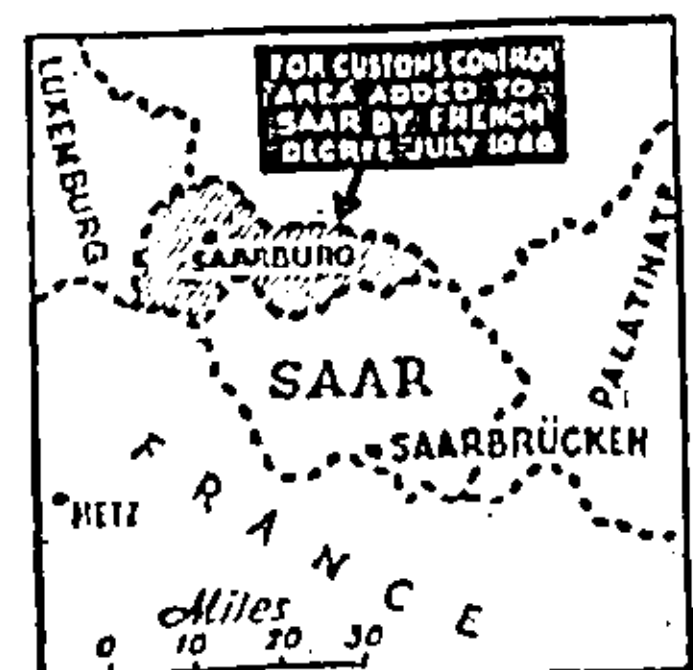 FOR CUSTOMS CONTROL
AREA ADDED TO
SAAR BY FRENCH
DECREE JULY 1946
LUXEMBURG
SAARBURG
PALATINATE
SAAR
SAARBRÜCKEN
METZ
FRANCE
Miles
0 10 20 30